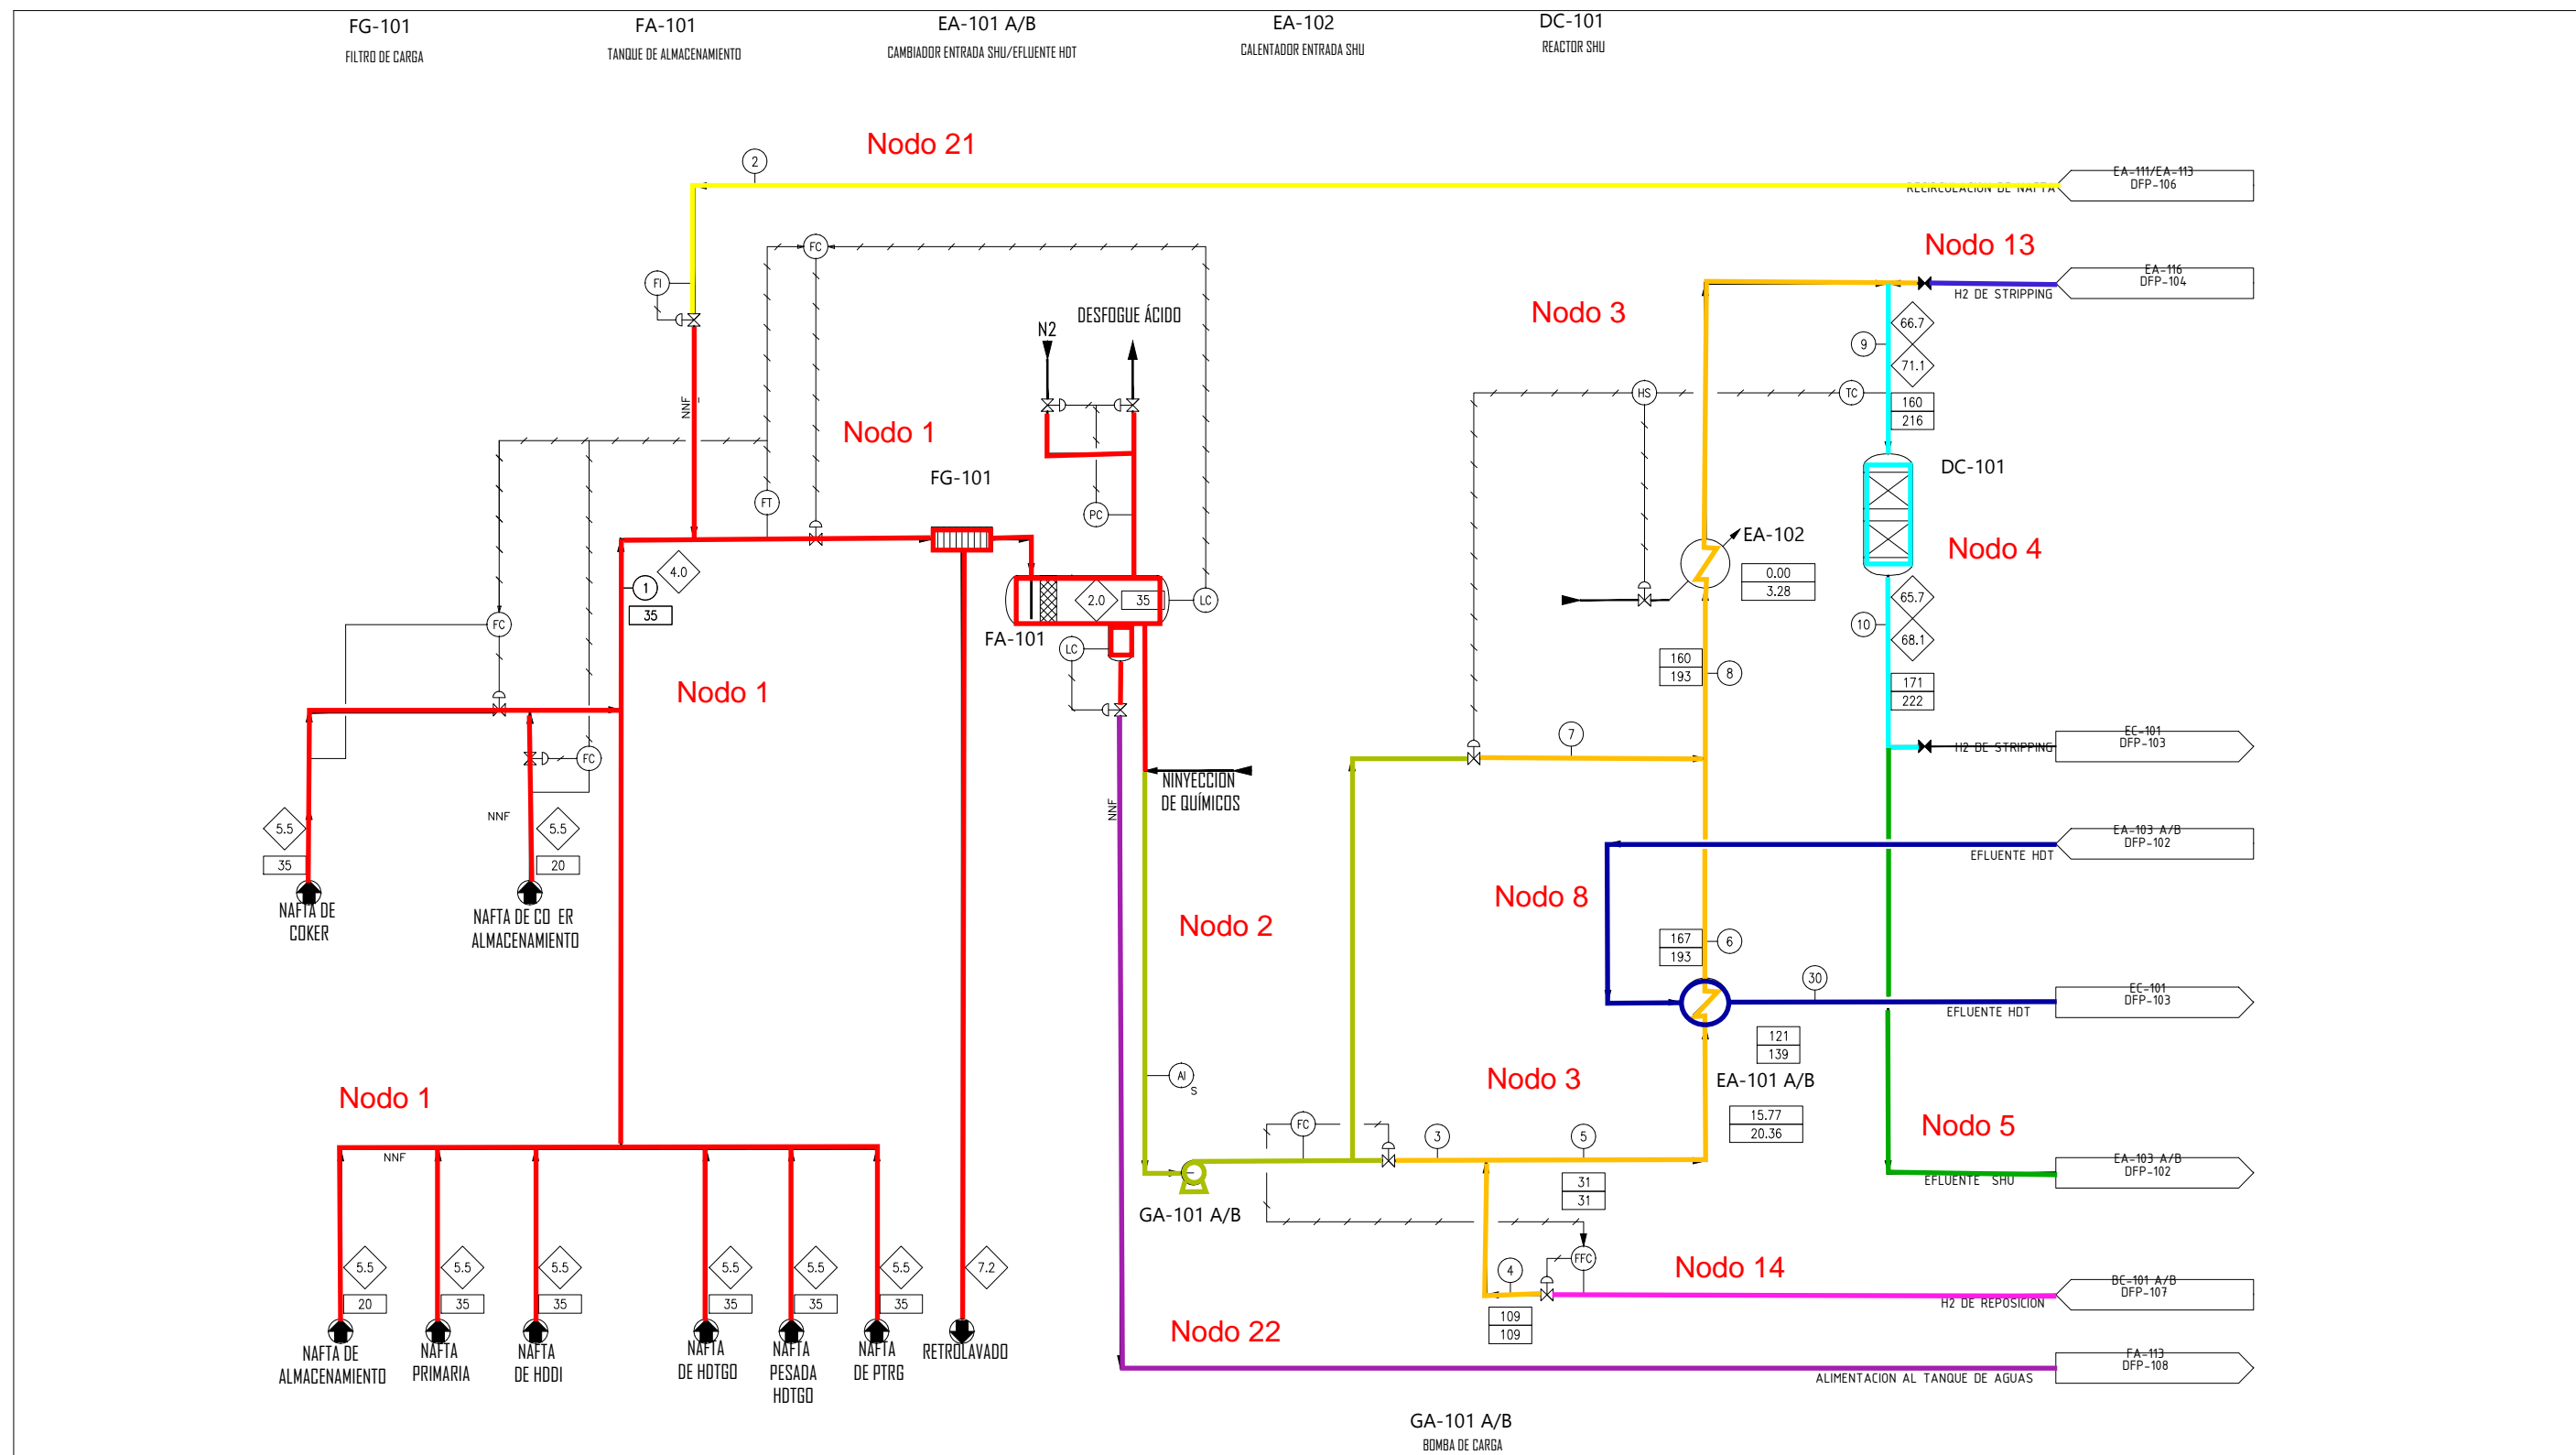 FG-101
FILTRO DE CARGA
FA-101
TANQUE DE ALMACENAMIENTO
EA-101 A/B
CAMBIADOR ENTRADA SHU/EFLUENTE HDT
EA-102
CALENTADOR ENTRADA SHU
DC-101
REACTOR SHU
Nodo 21
2
EA-111/EA-113
DFP-106
RECIRCULACION DE NAFTA
FC
Nodo 13
EA-116
DFP-104
H2 DE STRIPPING
FI
N2
DESFOGUE ÁCIDO
Nodo 3
66.7
9
71.1
HS
TC
160
216
NNF
Nodo 1
FG-101
DC-101
FT
PC
EA-102
Nodo 4
4.0
1
35
0.00
3.28
2.0
35
LC
FC
FA-101
LC
65.7
10
68.1
160
193
8
171
222
Nodo 1
7
EC-101
DFP-103
H2 DE STRIPPING
FC
NINYECCION
DE QUÍMICOS
NNF
NNF
5.5
35
5.5
20
EA-103 A/B
DFP-102
EFLUENTE HDT
NAFTA DE
COKER
NAFTA DE CO ER
ALMACENAMIENTO
Nodo 8
Nodo 2
167
193
6
30
EC-101
DFP-103
EFLUENTE HDT
121
139
EA-101 A/B
15.77
20.36
AI
S
Nodo 3
Nodo 1
NNF
FC
3
5
Nodo 5
EA-103 A/B
DFP-102
EFLUENTE SHU
31
31
GA-101 A/B
FFC
Nodo 14
4
109
109
BC-101 A/B
DFP-107
H2 DE REPOSICION
5.5
20
5.5
35
5.5
35
5.5
35
5.5
35
5.5
35
7.2
Nodo 22
NAFTA DE
ALMACENAMIENTO
NAFTA
PRIMARIA
NAFTA
DE HDDI
NAFTA
DE HDTGO
NAFTA
PESADA
HDTGO
NAFTA
DE PTRG
RETROLAVADO
FA-113
DFP-108
ALIMENTACION AL TANQUE DE AGUAS
GA-101 A/B
BOMBA DE CARGA